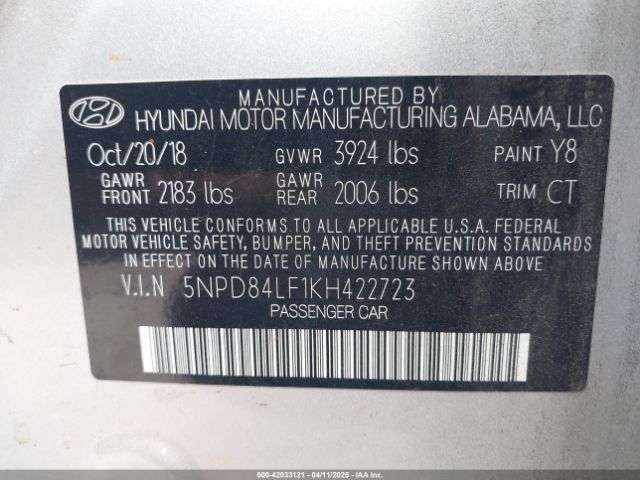 MANUFACTURED BY
HYUNDAI MOTOR MANUFACTURING ALABAMA, LLC
Oct/20/18 GVWR 3924 lbs PAINT Y8
GAWR FRONT 2183 lbs GAWR REAR 2006 lbs TRIM CT
THIS VEHICLE CONFORMS TO ALL APPLICABLE U.S.A. FEDERAL
MOTOR VEHICLE SAFETY, BUMPER, AND THEFT PREVENTION STANDARDS
IN EFFECT ON THE DATE OF MANUFACTURE SHOWN ABOVE.
V.I.N 5NPD84LF1KH422723
PASSENGER CAR
000-42033121 - 04/11/2025 - IAAI.COM